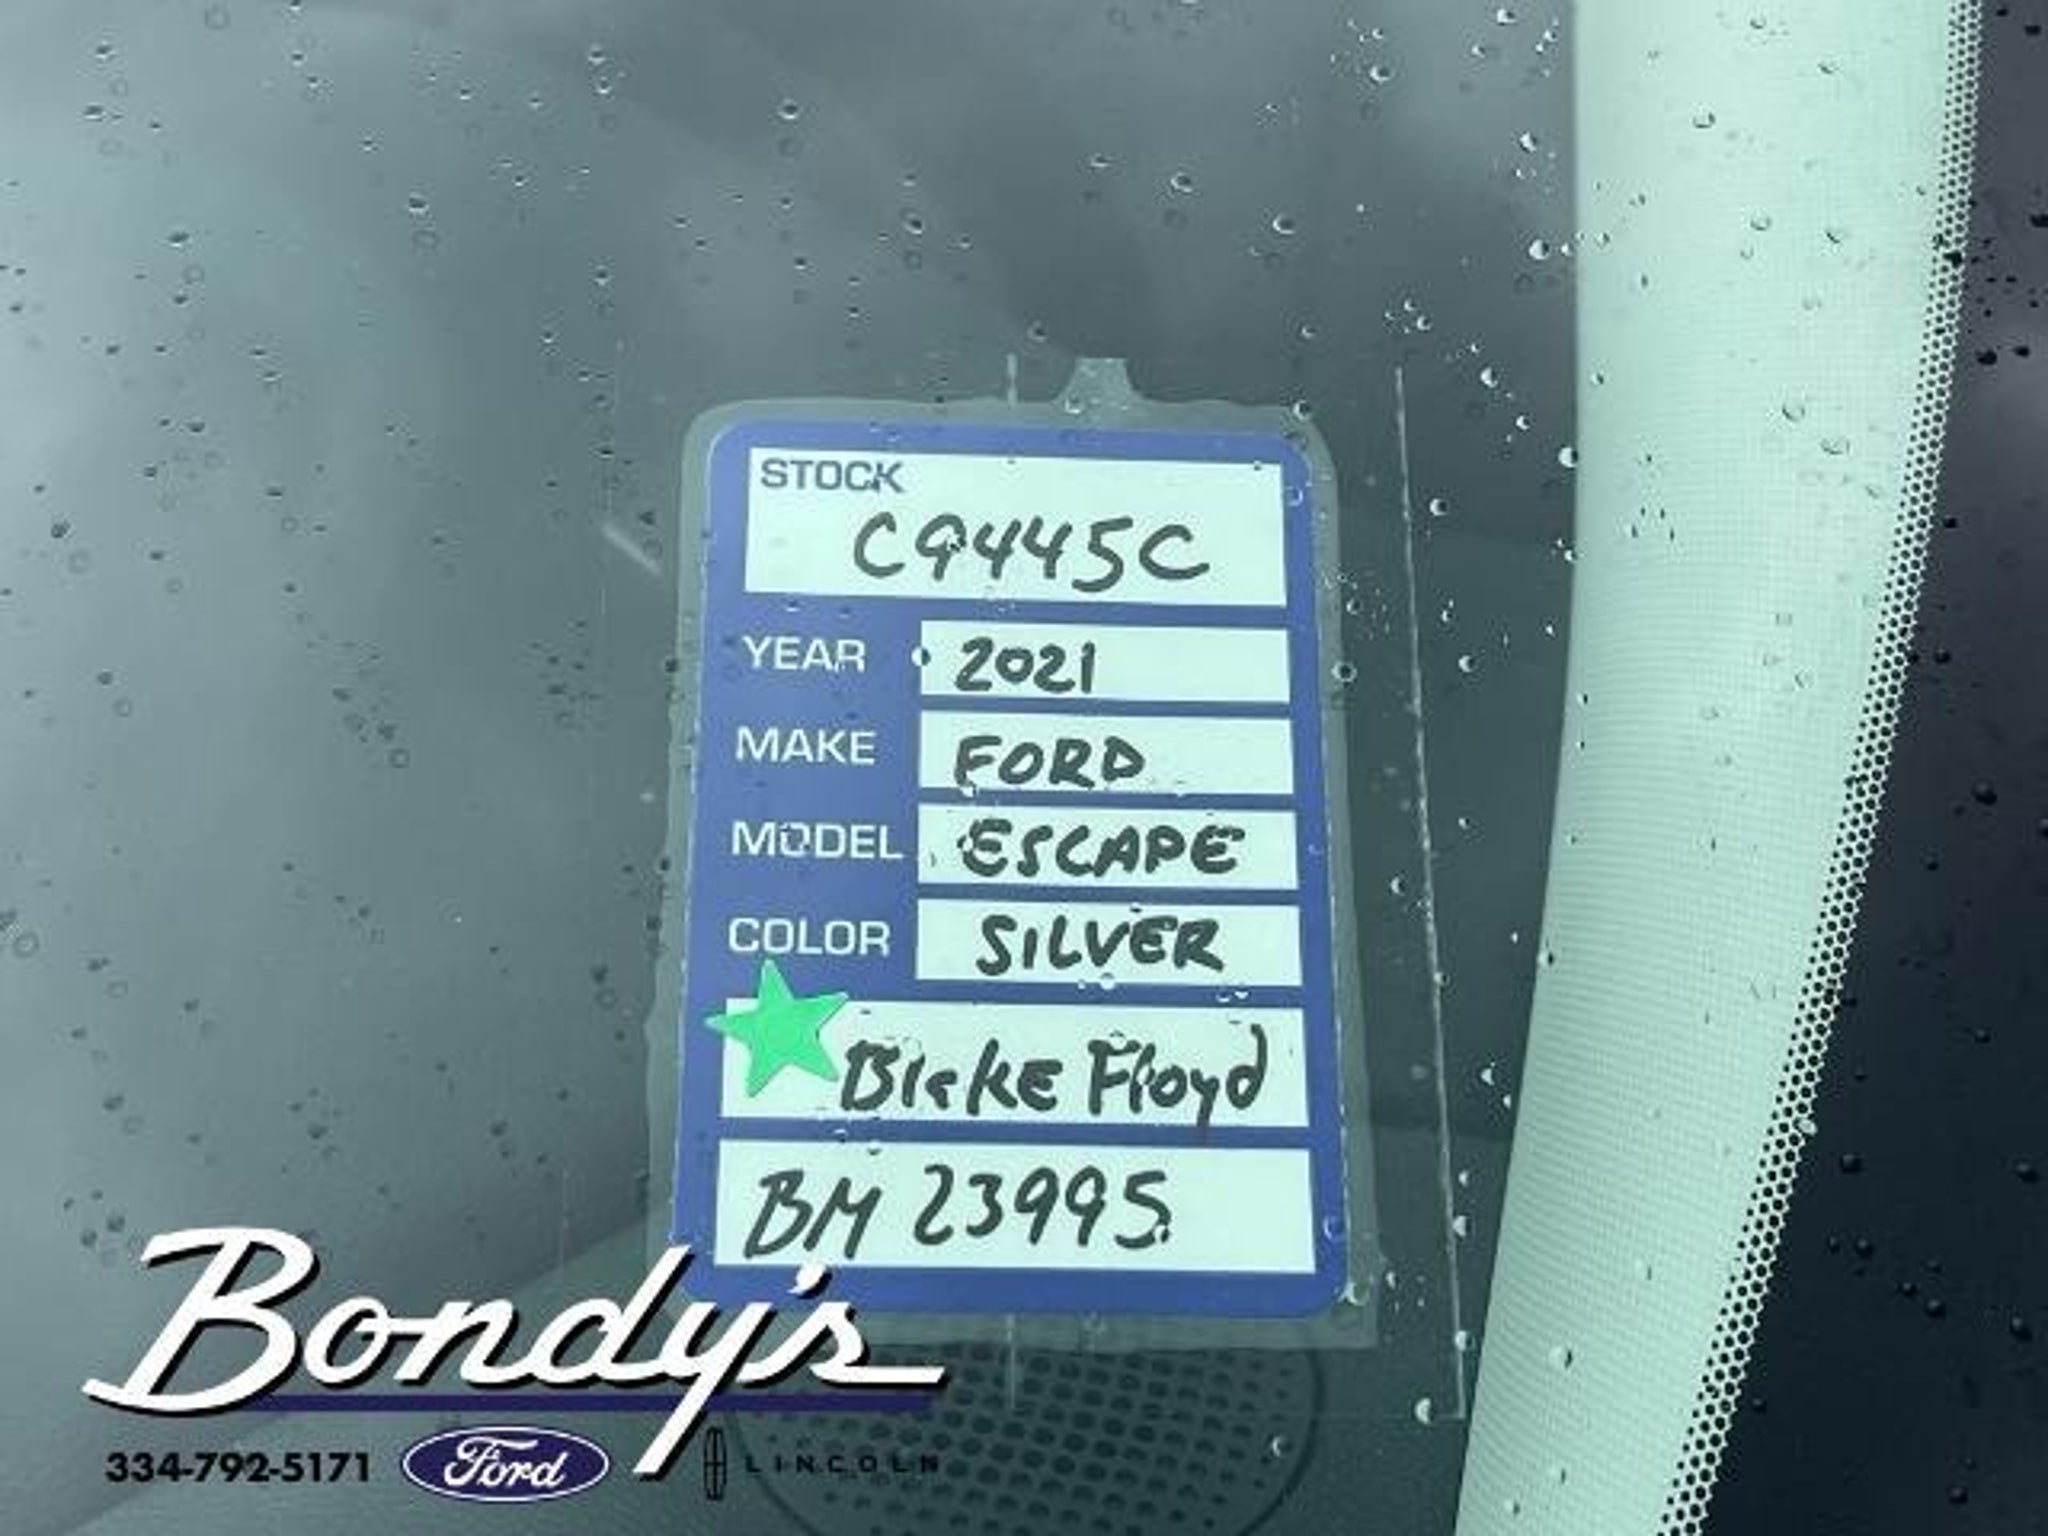 STOCK
C9445C
YEAR 2021
MAKE FORD
MODEL ESCAPE
COLOR SILVER
Blake Floyd
BM 23995
Bondy's
334-792-5171 Ford LINCOLN